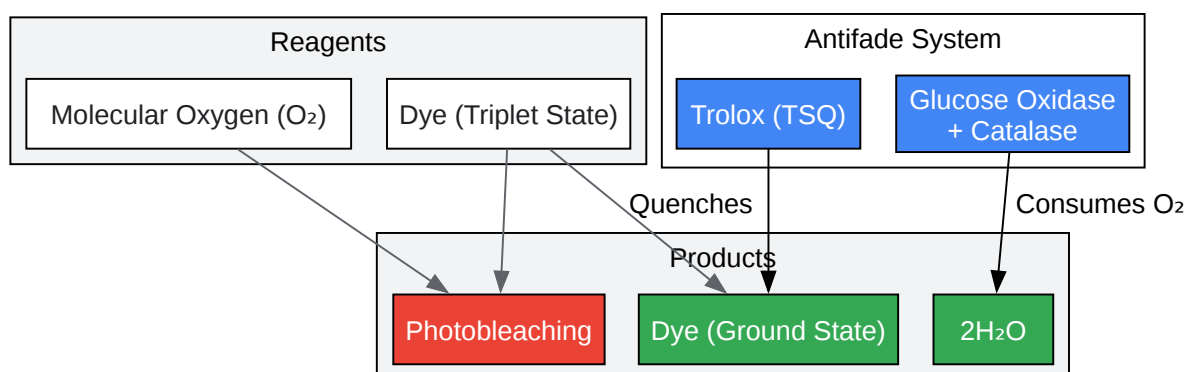 Reagents
Antifade System
Molecular Oxygen (O₂)
Dye (Triplet State)
Trolox (TSQ)
Glucose Oxidase
+ Catalase
Quenches
Consumes O₂
Products
Photobleaching
Dye (Ground State)
2H₂O